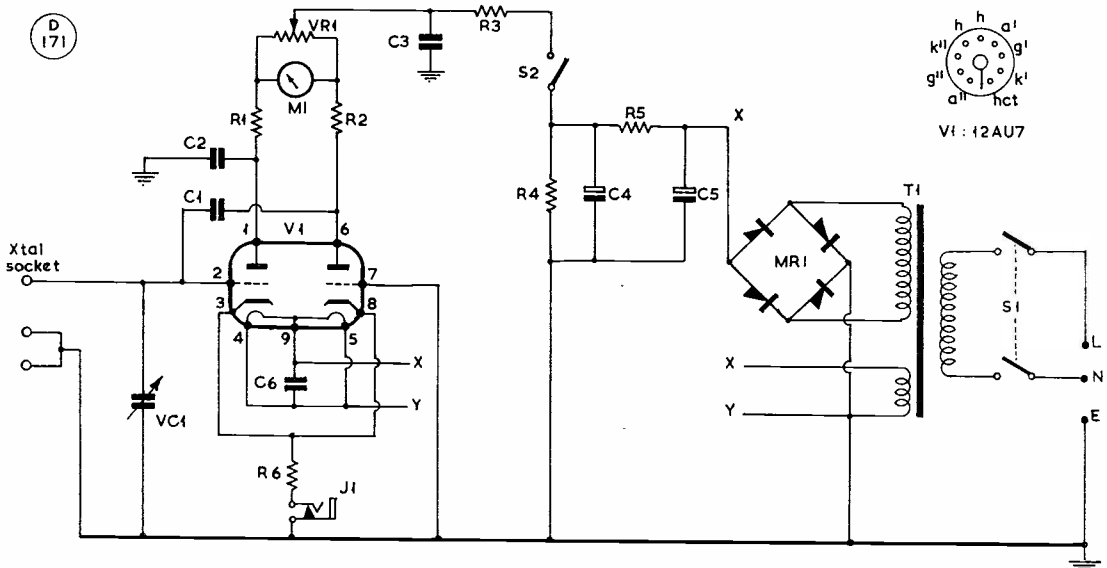 D
171
VR1
R3
C3
S2
M1
R1
R2
C2
C1
R5
X
R4
C4
C5
h h a' g' k' hct a" g" k"
V1 : 12AU7
T1
MR1
S1
L
N
E
X
Y
Xtal
socket
1
V1
6
2
7
3
8
4
9
5
X
C6
Y
VC1
R6
J1